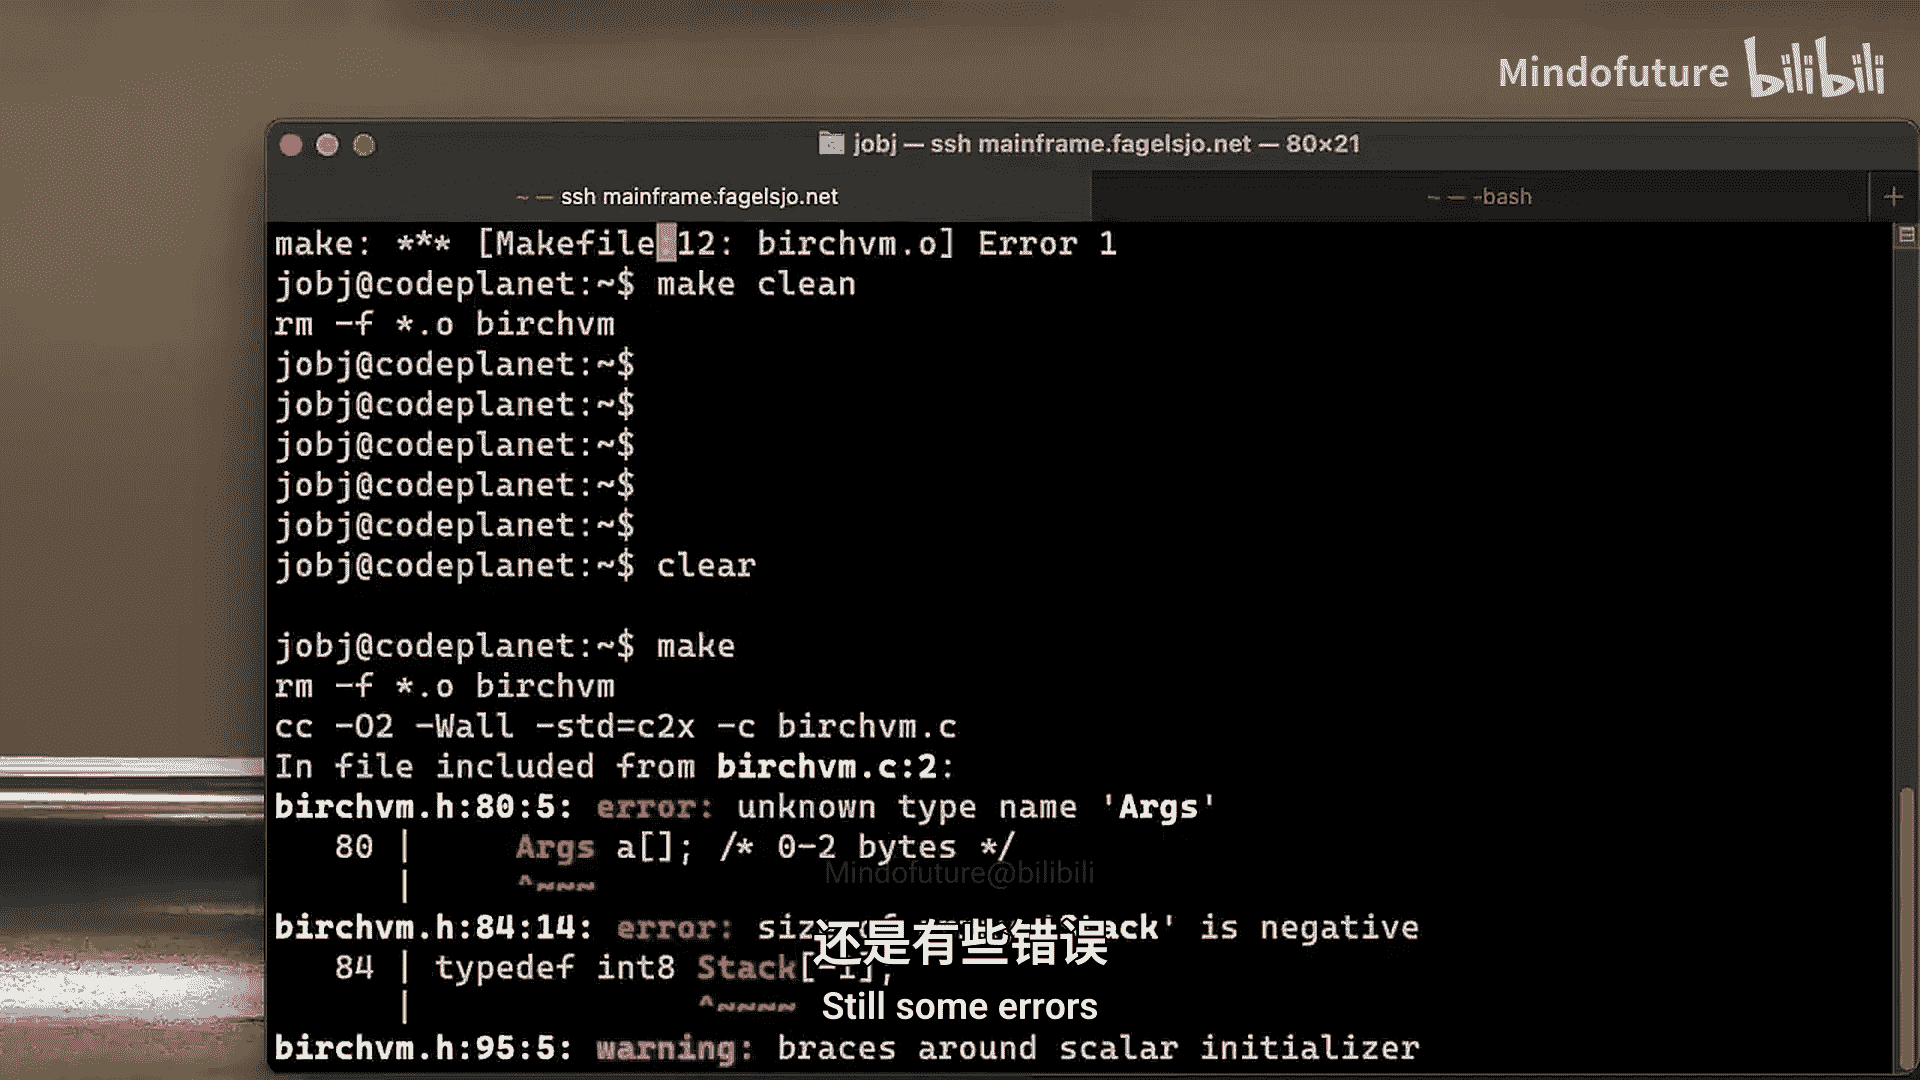 Mindofuture bilibili
jobj — ssh mainframe.fagelsjo.net — 80×21
~ — ssh mainframe.fagelsjo.net
~ — -bash
make: *** [Makefile:12: birchvm.o] Error 1
jobj@codeplanet:~$ make clean
rm -f *.o birchvm
jobj@codeplanet:~$
jobj@codeplanet:~$
jobj@codeplanet:~$
jobj@codeplanet:~$
jobj@codeplanet:~$
jobj@codeplanet:~$ clear
jobj@codeplanet:~$ make
rm -f *.o birchvm
cc -O2 -Wall -std=c2x -c birchvm.c
In file included from birchvm.c:2:
birchvm.h:80:5: error: unknown type name 'Args'
80 | Args a[]; /* 0-2 bytes */
| ^~~~
Mindofuture@bilibili
birchvm.h:84:14: error: is negative
还是有些错误
84 | typedef int8 Stack[-1];
| ^~~~~
Still some errors
birchvm.h:95:5: warning: braces around scalar initializer